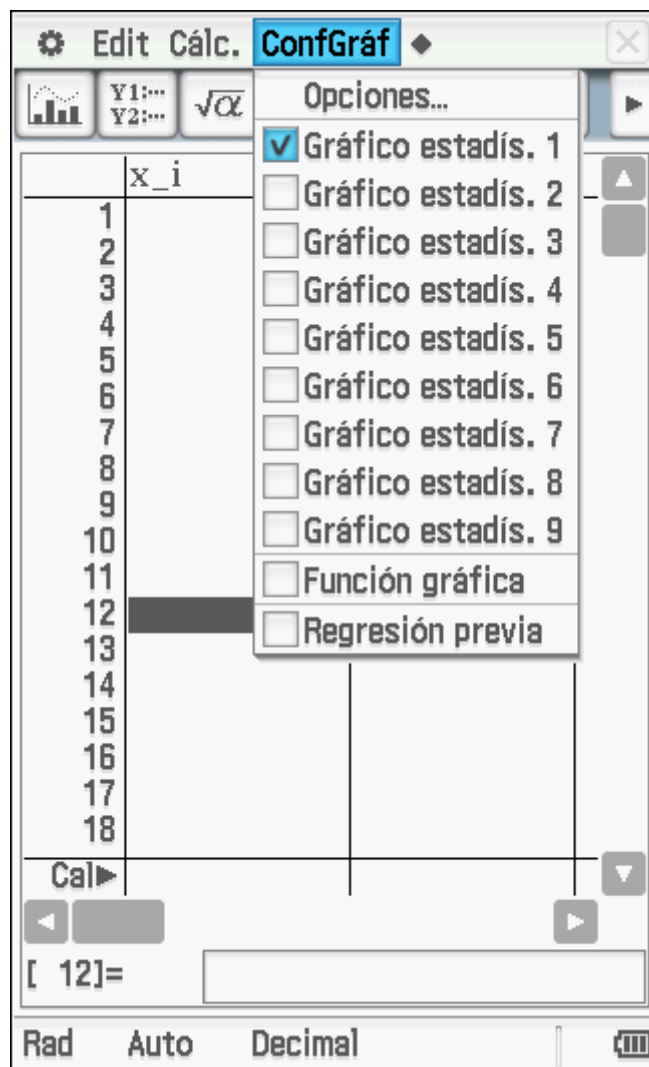 Edit Cálc. ConfGráf
Y1:...
Y2:...
√α
Opciones...
Gráfico estadís. 1
Gráfico estadís. 2
Gráfico estadís. 3
Gráfico estadís. 4
Gráfico estadís. 5
Gráfico estadís. 6
Gráfico estadís. 7
Gráfico estadís. 8
Gráfico estadís. 9
Función gráfica
Regresión previa
x_i
1
2
3
4
5
6
7
8
9
10
11
12
13
14
15
16
17
18
Cal▶
[ 12]=
Rad Auto Decimal